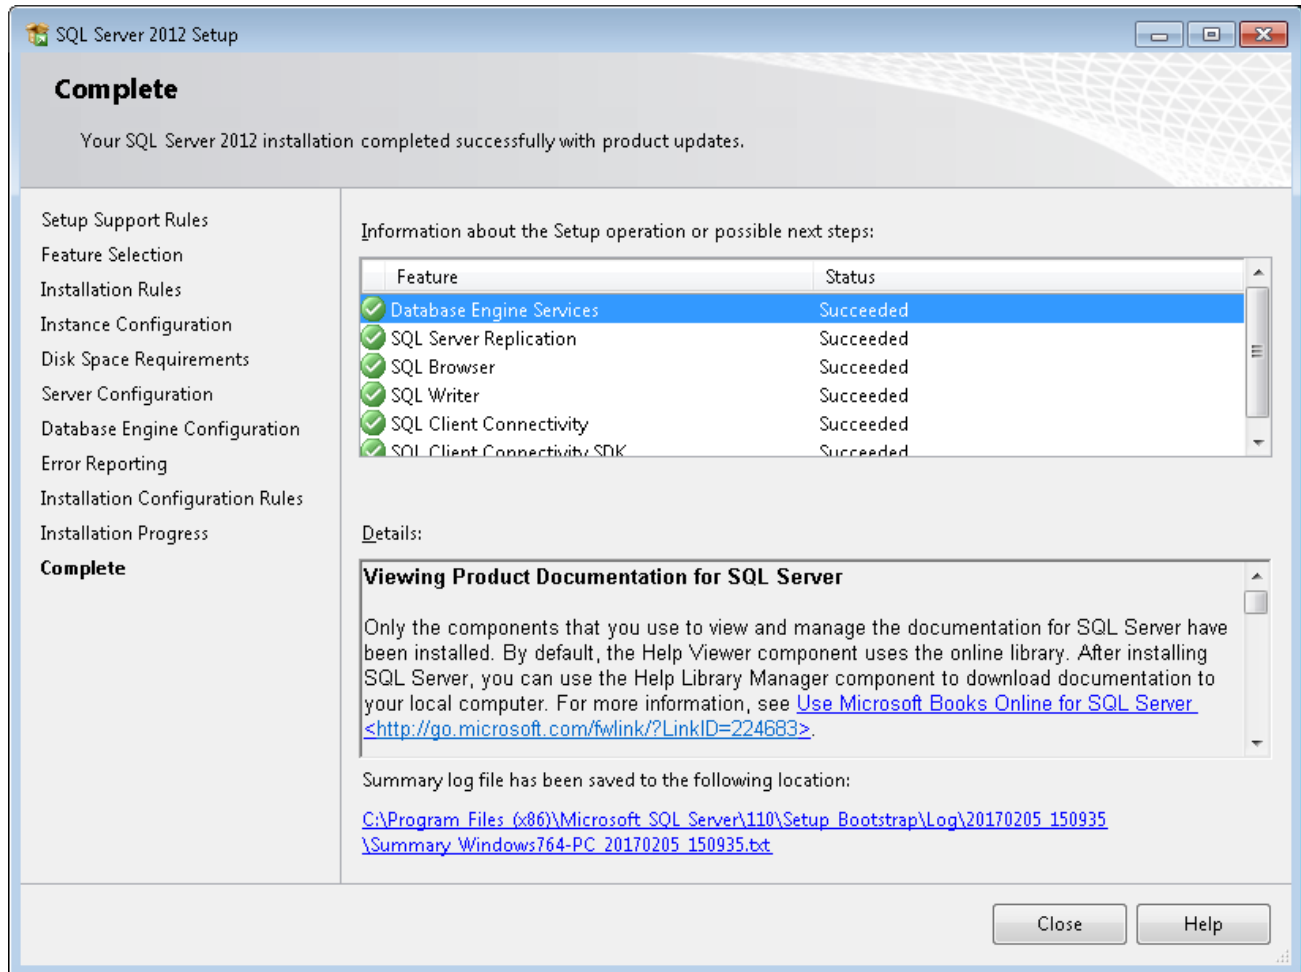 SQL Server 2012 Setup
Complete
Your SQL Server 2012 installation completed successfully with product updates.
Setup Support Rules
Feature Selection
Installation Rules
Instance Configuration
Disk Space Requirements
Server Configuration
Database Engine Configuration
Error Reporting
Installation Configuration Rules
Installation Progress
Complete
Information about the Setup operation or possible next steps:
Feature Status
Database Engine Services Succeeded
SQL Server Replication Succeeded
SQL Browser Succeeded
SQL Writer Succeeded
SQL Client Connectivity Succeeded
SQL Client Connectivity SDK Succeeded
Details:
Viewing Product Documentation for SQL Server
Only the components that you use to view and manage the documentation for SQL Server have
been installed. By default, the Help Viewer component uses the online library. After installing
SQL Server, you can use the Help Library Manager component to download documentation to
your local computer. For more information, see Use Microsoft Books Online for SQL Server
<http://go.microsoft.com/fwlink/?LinkID=224683>.
Summary log file has been saved to the following location:
C:\Program Files (x86)\Microsoft SQL Server\110\Setup Bootstrap\Log\20170205_150935
\Summary_Windows764-PC_20170205_150935.txt
Close Help